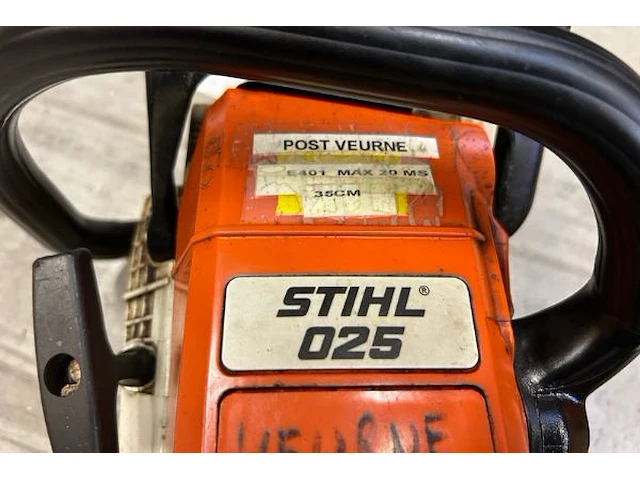 POST VEURNE
E401 MAX 20 MS
35CM
STIHL®
025
VEURNE